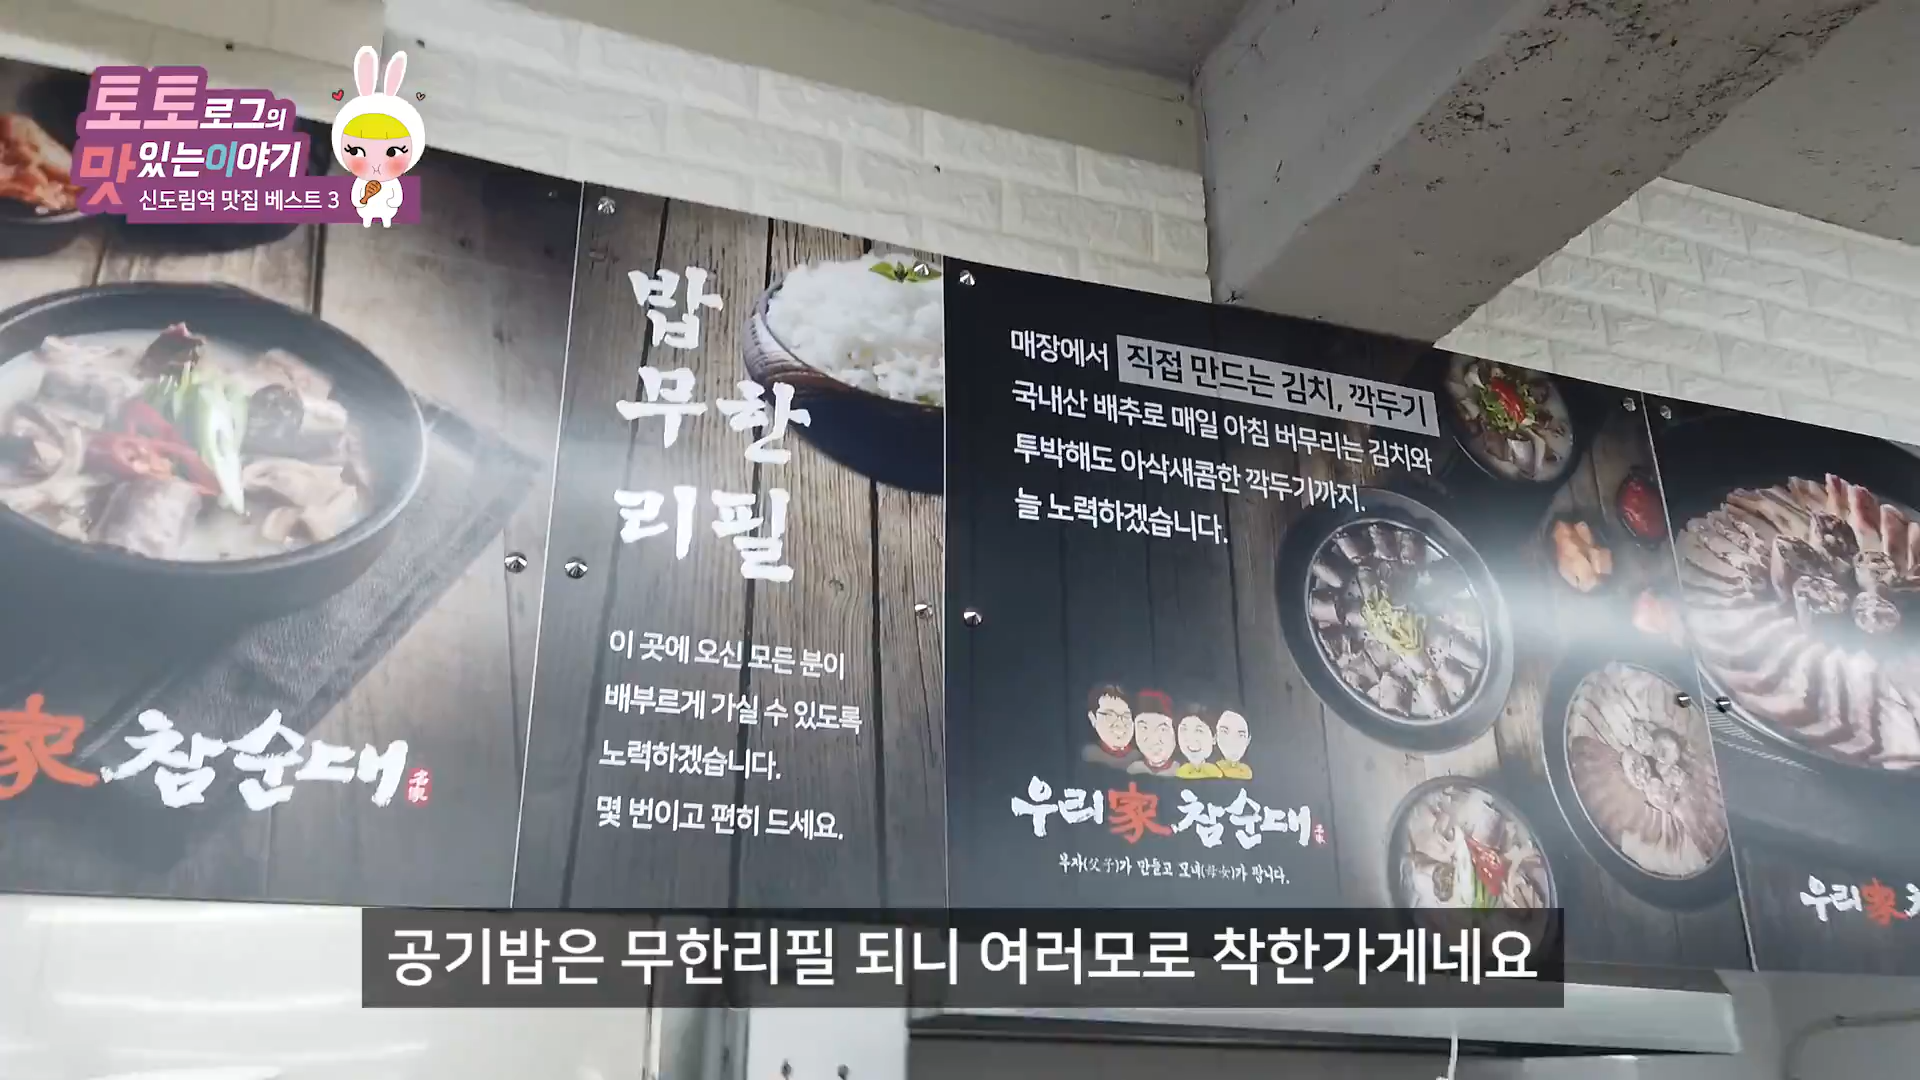 토토로그의
맛있는이야기
신도림역 맛집 베스트 3
밥
무한
리필
이 곳에 오신 모든 분이
배부르게 가실 수 있도록
노력하겠습니다.
몇 번이고 편히 드세요.
家 참순대 名家
매장에서 직접 만드는 김치, 깍두기
국내산 배추로 매일 아침 버무리는 김치와
투박해도 아삭새콤한 깍두기까지.
늘 노력하겠습니다.
우리家 참순대 名家
부자(父子)가 만들고 모녀(母女)가 팝니다.
우리家
공기밥은 무한리필 되니 여러모로 착한가게네요